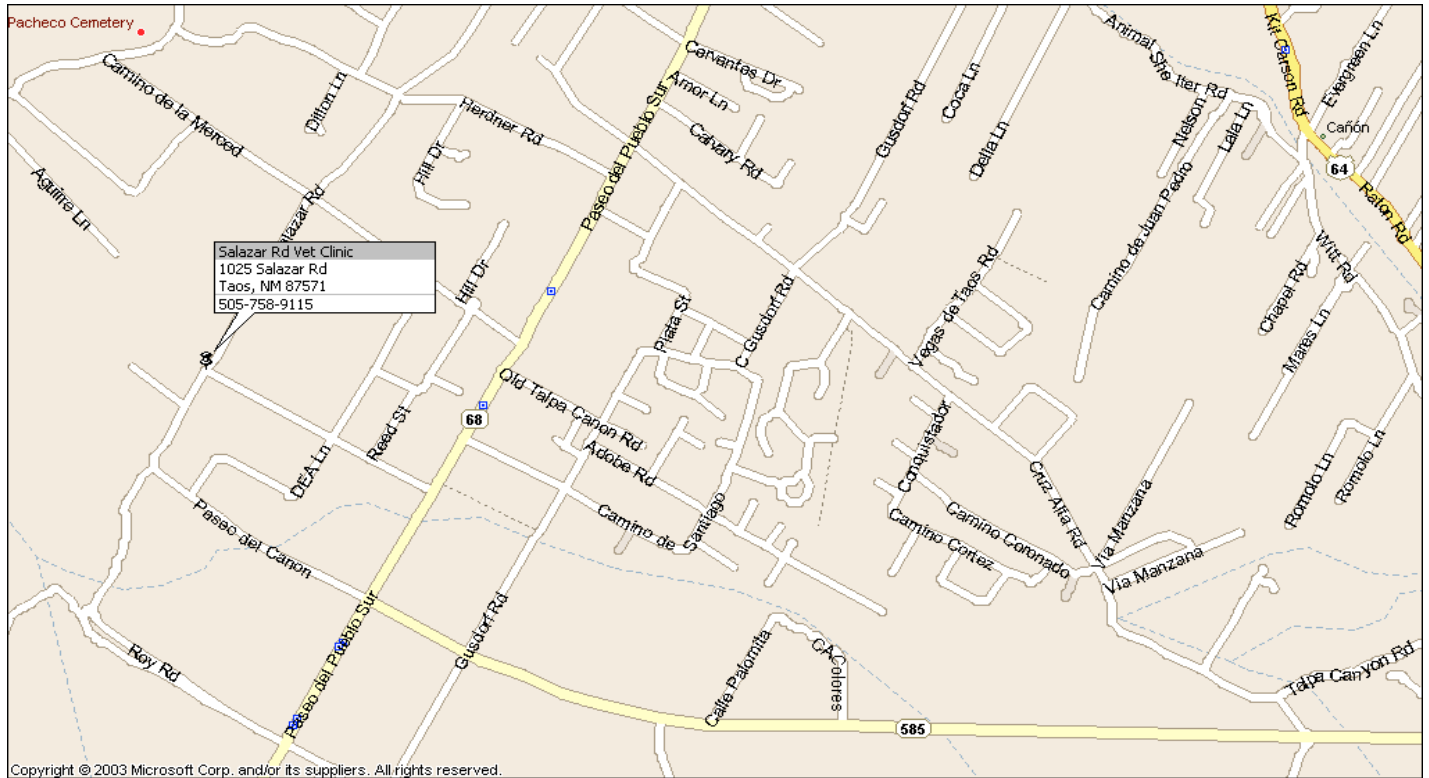 Pacheco Cemetery
Camino de la Merced
Dillon Ln
Herdner Rd
Paseo del Pueblo Sur
Cervantes Dr
Amor Ln
Calvary Rd
Gusdorf Rd
Coca Ln
Della Ln
Animal Shelter Rd
Nelson
Lala Ln
Kit Carson Rd
Evergreen Ln
Cañón
64
Raton Rd
Aguirre Ln
Hill Dr
Salazar Rd
Salazar Rd Vet Clinic
1025 Salazar Rd
Taos, NM 87571
505-758-9115
Hill Dr
Camino de Juan Pedro
Witt Rd
Chapel Rd
Mares Ln
Vegas de Taos Rd
Plata St
C Gusdorf Rd
Old Talpa Canon Rd
68
Reed St
DEA Ln
Adobe Rd
Conquistador
Cruz Alta Rd
Romolo Ln
Romolo Ln
Via Manzana
Via Manzana
Paseo del Canon
Camino de
Santiago
Camino Coronado
Camino Cortez
Roy Rd
Paseo del Pueblo Sur
Gusdorf Rd
Calle Palomita
CAC
olores
Talpa Canyon Rd
585
Copyright © 2003 Microsoft Corp. and/or its suppliers. All rights reserved.